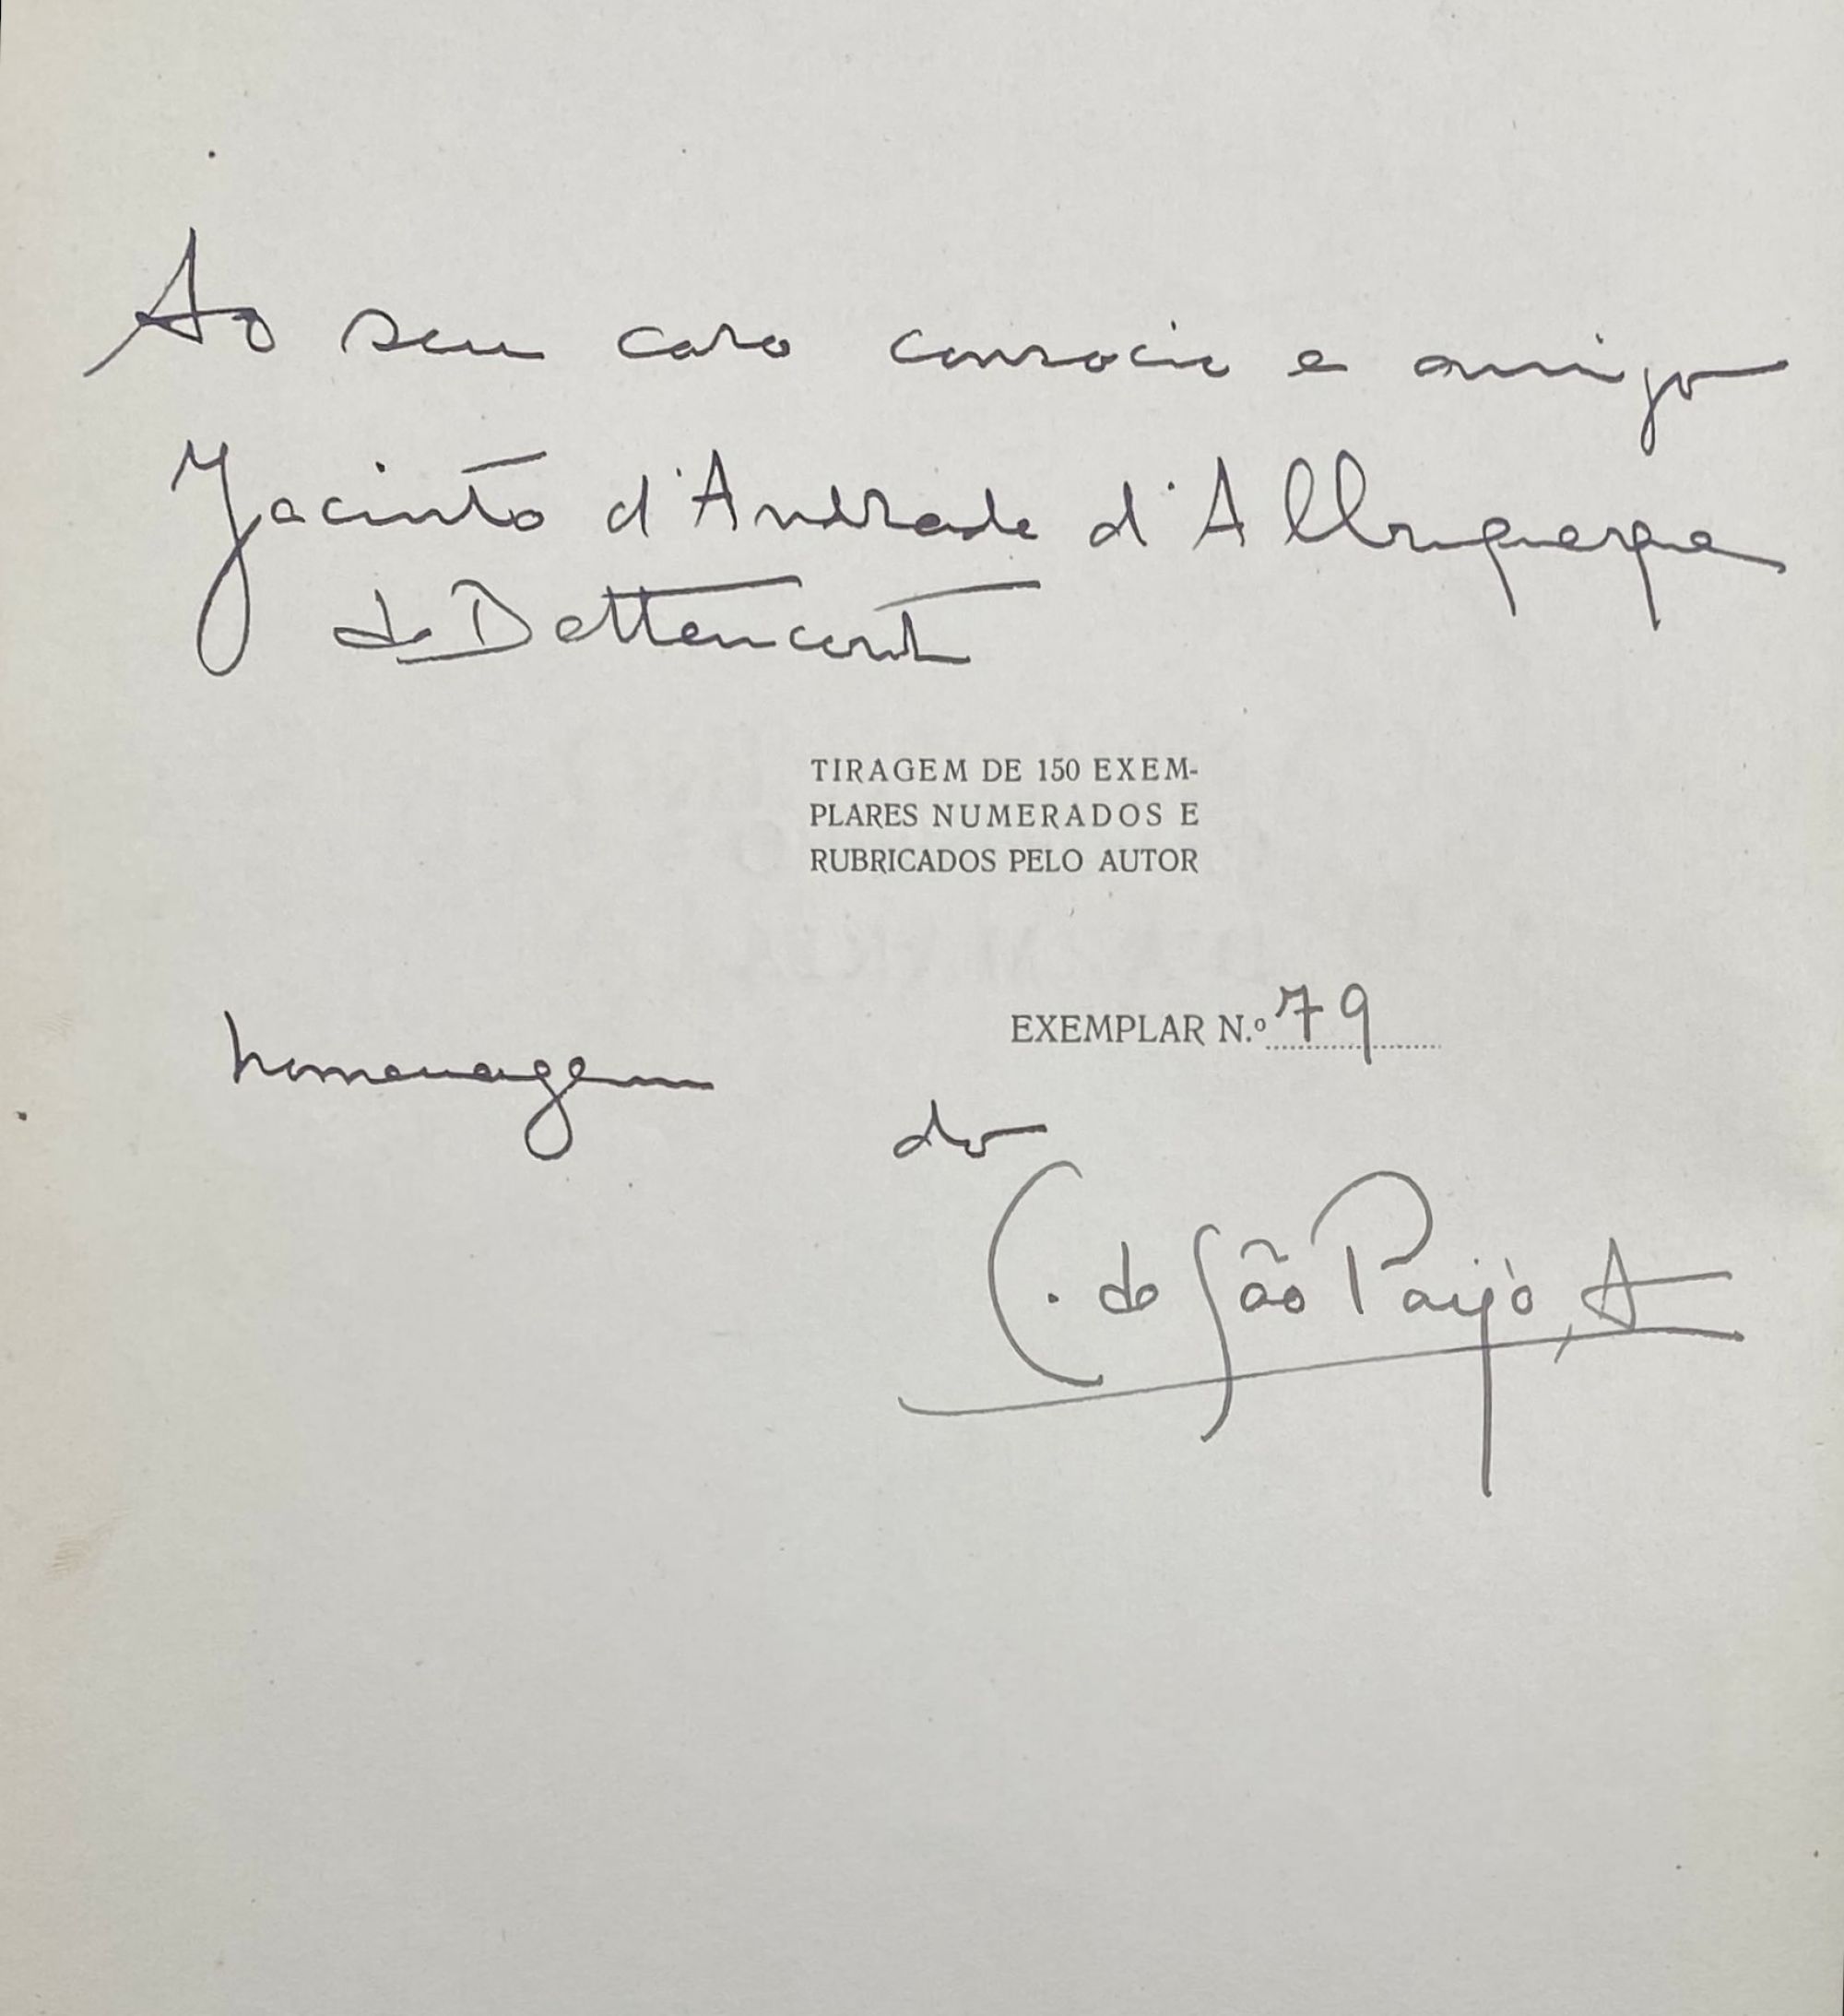 Ao seu caro consocio e amigo
Jacinto d'Andrade d'Albuquerque
de Bettencourt
TIRAGEM DE 150 EXEM-
PLARES NUMERADOS E
RUBRICADOS PELO AUTOR
EXEMPLAR N.º 79
homenagem
do
C. de São Payo, A